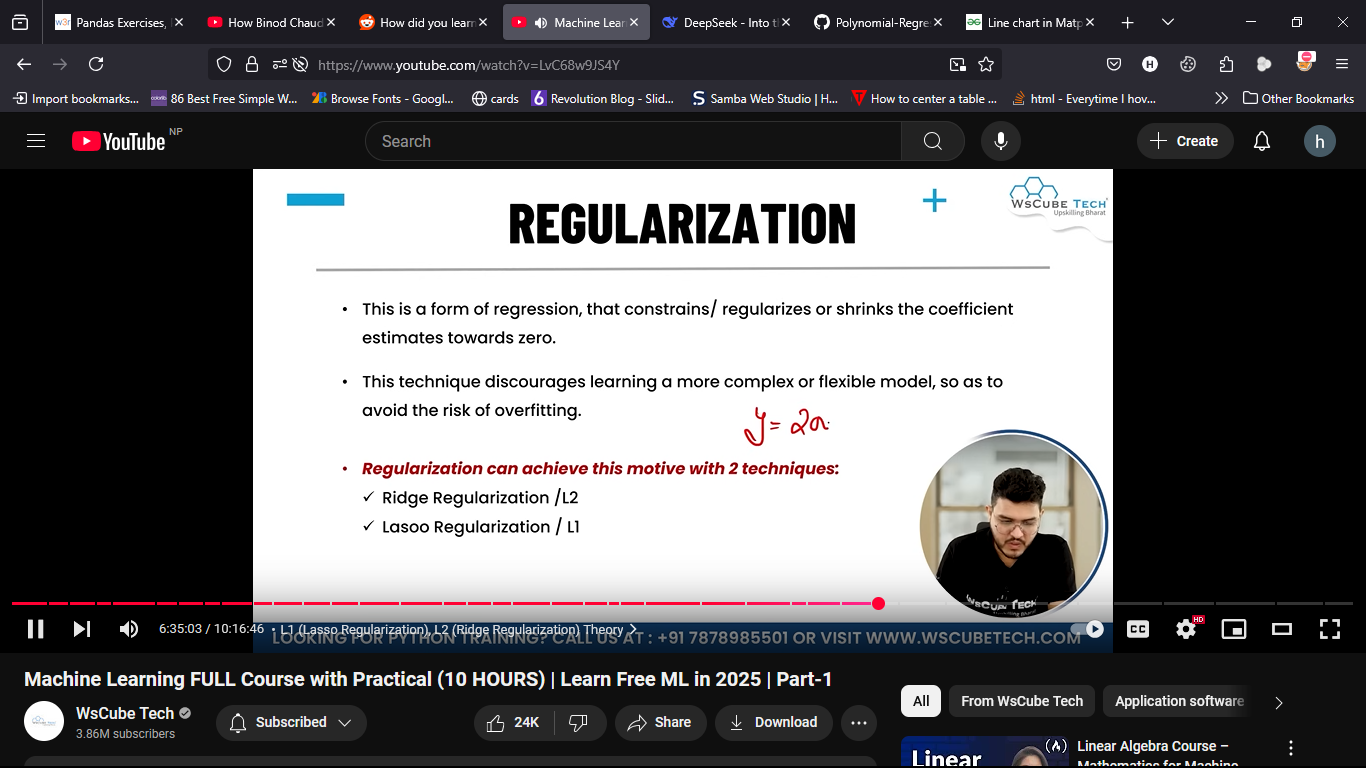 Pandas Exercises,
How Binod Chaud
How did you learn
Machine Lear
DeepSeek - Into t
Polynomial-Regre
Line chart in Matp
https://www.youtube.com/watch?v=LvC68w9JS4Y
Import bookmarks...
86 Best Free Simple W...
Browse Fonts - Googl...
cards
Revolution Blog - Slid...
Samba Web Studio | H...
How to center a table ...
html - Everytime I hov...
Other Bookmarks
YouTube NP
Search
Create
h
REGULARIZATION
WsCube Tech
Upskilling Bharat
• This is a form of regression, that constrains/ regularizes or shrinks the coefficient
estimates towards zero.
• This technique discourages learning a more complex or flexible model, so as to
avoid the risk of overfitting.
y = 2x
• Regularization can achieve this motive with 2 techniques:
✓ Ridge Regularization /L2
✓ Lasoo Regularization / L1
WsCube Tech
6:35:03 / 10:16:46 • L1 (Lasso Regularization), L2 (Ridge Regularization) Theory
CC
HD
LOOKING FOR PYTHON TRAINING? CALL US AT : +91 7878985501 OR VISIT WWW.WSCUBETECH.COM
Machine Learning FULL Course with Practical (10 HOURS) | Learn Free ML in 2025 | Part-1
WsCube Tech
3.86M subscribers
Subscribed
24K
Share
Download
All
From WsCube Tech
Application software
Linear
Linear Algebra Course –
Mathematics for Machine